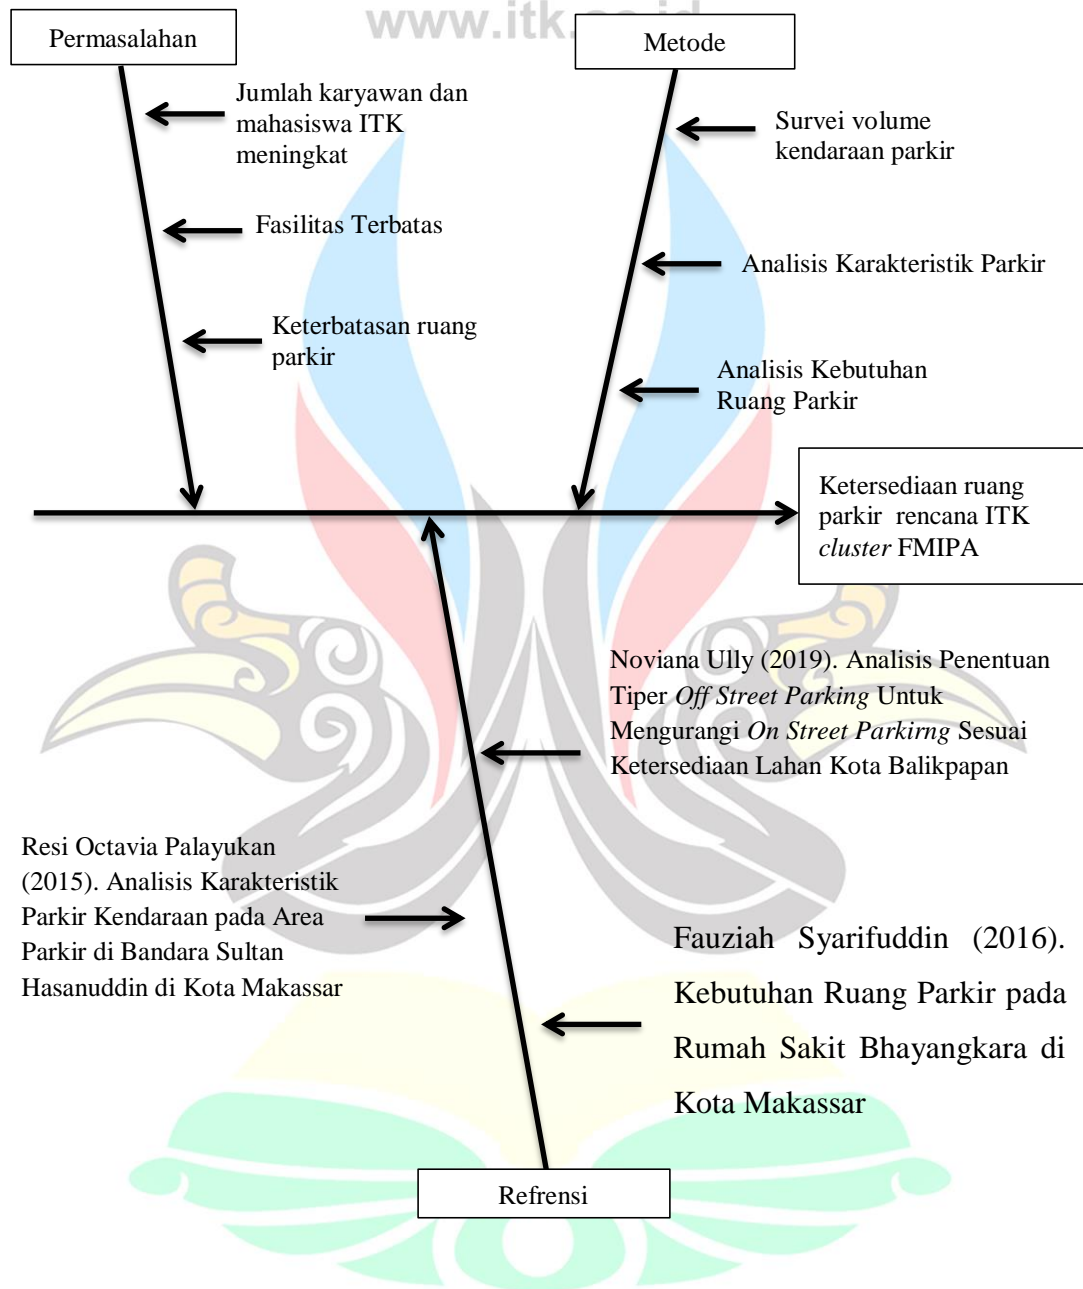 www.itk.ac.id
Permasalahan
Metode
Jumlah karyawan dan
mahasiswa ITK
meningkat
Survei volume
kendaraan parkir
Fasilitas Terbatas
Analisis Karakteristik Parkir
Keterbatasan ruang
parkir
Analisis Kebutuhan
Ruang Parkir
Ketersediaan ruang
parkir rencana ITK
cluster FMIPA
Noviana Ully (2019). Analisis Penentuan
Tiper Off Street Parking Untuk
Mengurangi On Street Parkirng Sesuai
Ketersediaan Lahan Kota Balikpapan
Resi Octavia Palayukan
(2015). Analisis Karakteristik
Parkir Kendaraan pada Area
Parkir di Bandara Sultan
Hasanuddin di Kota Makassar
Fauziah Syarifuddin (2016).
Kebutuhan Ruang Parkir pada
Rumah Sakit Bhayangkara di
Kota Makassar
Refrensi